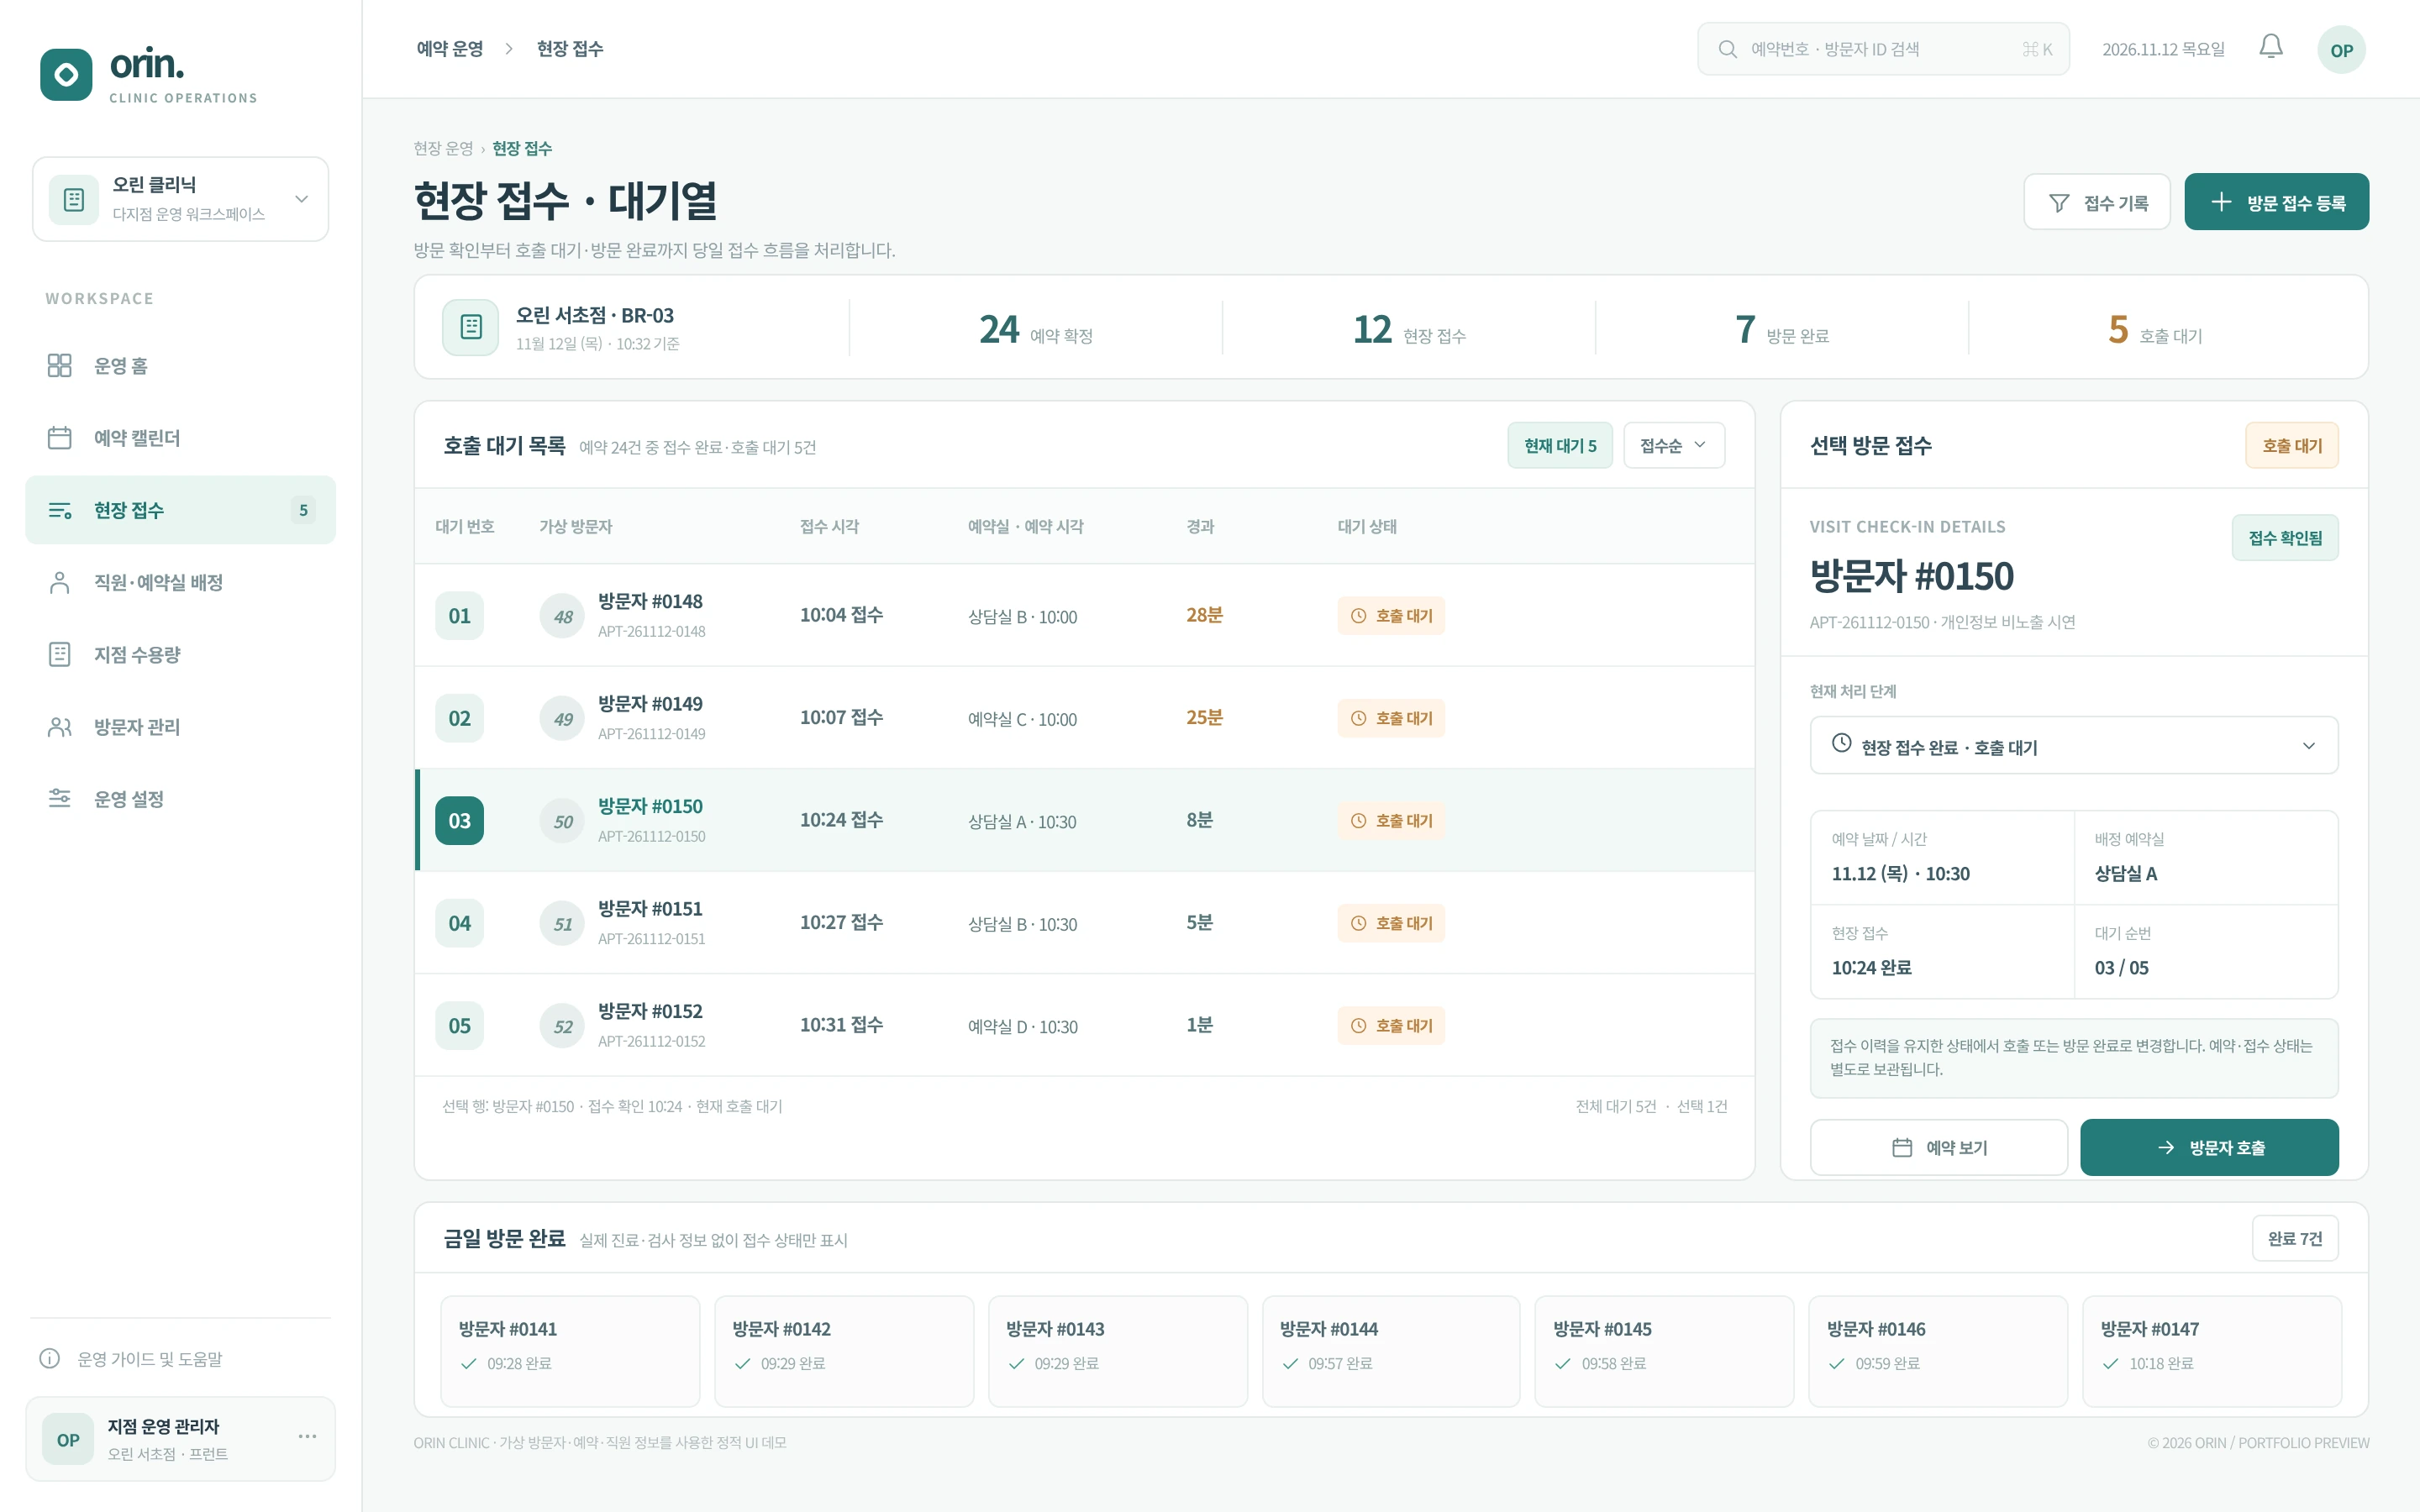 orin.
CLINIC OPERATIONS
오린 클리닉
다지점 운영 워크스페이스
WORKSPACE
운영 홈
예약 캘린더
현장 접수
5
직원·예약실 배정
지점 수용량
방문자 관리
운영 설정
운영 가이드 및 도움말
OP
지점 운영 관리자
오린 서초점 · 프런트
예약 운영
현장 접수
예약번호 · 방문자 ID 검색
⌘ K
2026.11.12 목요일
OP
현장 운영 › 현장 접수
현장 접수 · 대기열
방문 확인부터 호출 대기·방문 완료까지 당일 접수 흐름을 처리합니다.
접수 기록
방문 접수 등록
오린 서초점 · BR-03
11월 12일 (목) · 10:32 기준
24 예약 확정
12 현장 접수
7 방문 완료
5 호출 대기
호출 대기 목록 예약 24건 중 접수 완료·호출 대기 5건
현재 대기 5
접수순
대기 번호 가상 방문자 접수 시각 예약실 · 예약 시각 경과 대기 상태
01 48 방문자 #0148 10:04 접수 상담실 B · 10:00 28분 호출 대기
APT-261112-0148
02 49 방문자 #0149 10:07 접수 예약실 C · 10:00 25분 호출 대기
APT-261112-0149
03 50 방문자 #0150 10:24 접수 상담실 A · 10:30 8분 호출 대기
APT-261112-0150
04 51 방문자 #0151 10:27 접수 상담실 B · 10:30 5분 호출 대기
APT-261112-0151
05 52 방문자 #0152 10:31 접수 예약실 D · 10:30 1분 호출 대기
APT-261112-0152
선택 행: 방문자 #0150 · 접수 확인 10:24 · 현재 호출 대기
전체 대기 5건 · 선택 1건
선택 방문 접수
호출 대기
VISIT CHECK-IN DETAILS
접수 확인됨
방문자 #0150
APT-261112-0150 · 개인정보 비노출 시연
현재 처리 단계
현장 접수 완료 · 호출 대기
예약 날짜 / 시간
11.12 (목) · 10:30
배정 예약실
상담실 A
현장 접수
10:24 완료
대기 순번
03 / 05
접수 이력을 유지한 상태에서 호출 또는 방문 완료로 변경합니다. 예약·접수 상태는
별도로 보관됩니다.
예약 보기
방문자 호출
금일 방문 완료 실제 진료·검사 정보 없이 접수 상태만 표시
완료 7건
방문자 #0141
09:28 완료
방문자 #0142
09:29 완료
방문자 #0143
09:29 완료
방문자 #0144
09:57 완료
방문자 #0145
09:58 완료
방문자 #0146
09:59 완료
방문자 #0147
10:18 완료
ORIN CLINIC · 가상 방문자·예약·직원 정보를 사용한 정적 UI 데모
© 2026 ORIN / PORTFOLIO PREVIEW